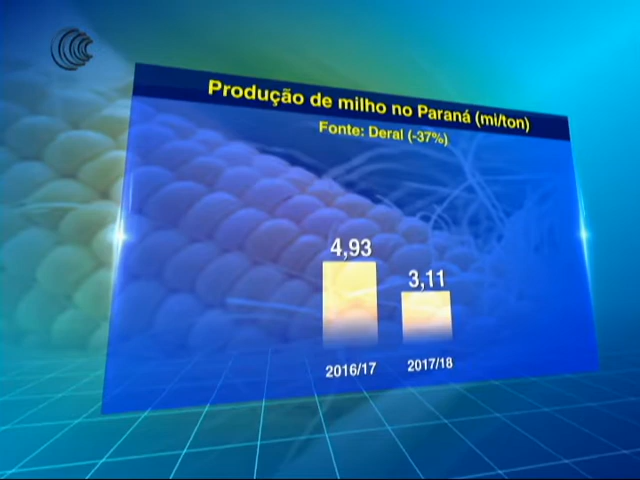 Produção de milho no Paraná (mi/ton)
Fonte: Deral (-37%)
4,93
3,11
2016/17
2017/18